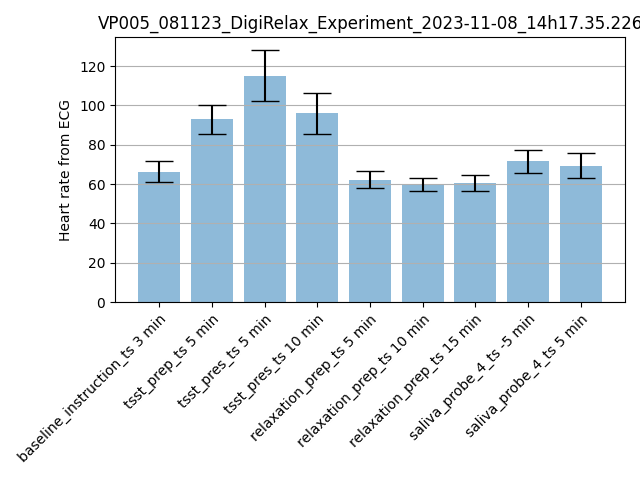 VP005_081123_DigiRelax_Experiment_2023-11-08_14h17.35.226
Heart rate from ECG
120
100
80
60
40
20
0
baseline_instruction_ts 3 min
tsst_prep_ts 5 min
tsst_pres_ts 5 min
tsst_pres_ts 10 min
relaxation_prep_ts 5 min
relaxation_prep_ts 10 min
relaxation_prep_ts 15 min
saliva_probe_4_ts -5 min
saliva_probe_4_ts 5 min